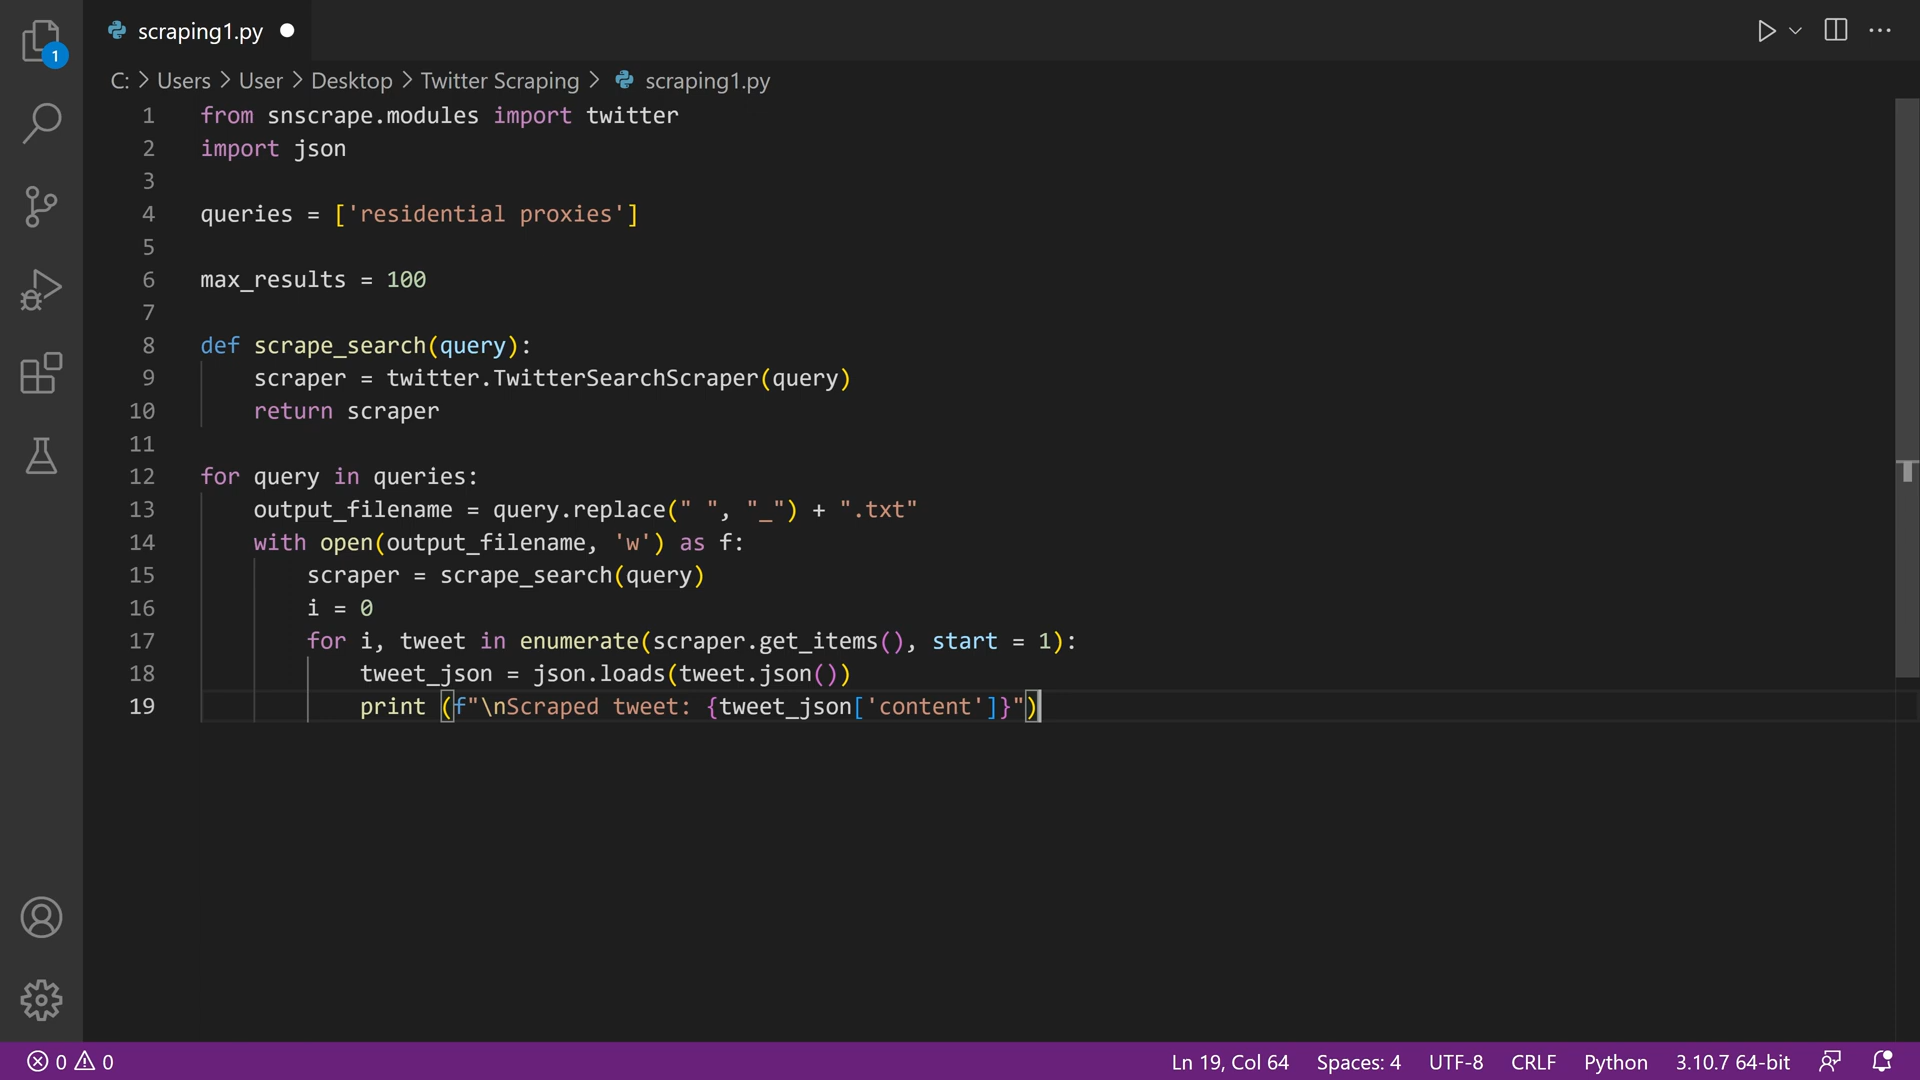 scraping1.py
1
C: > Users > User > Desktop > Twitter Scraping > scraping1.py
1 from snscrape.modules import twitter
2 import json
3
4 queries = ['residential proxies']
5
6 max_results = 100
7
8 def scrape_search(query):
9     scraper = twitter.TwitterSearchScraper(query)
10     return scraper
11
12 for query in queries:
13     output_filename = query.replace(" ", "_") + ".txt"
14     with open(output_filename, 'w') as f:
15         scraper = scrape_search(query)
16         i = 0
17         for i, tweet in enumerate(scraper.get_items(), start = 1):
18             tweet_json = json.loads(tweet.json())
19             print (f"\nScraped tweet: {tweet_json['content']}")
0 0 Ln 19, Col 64 Spaces: 4 UTF-8 CRLF Python 3.10.7 64-bit